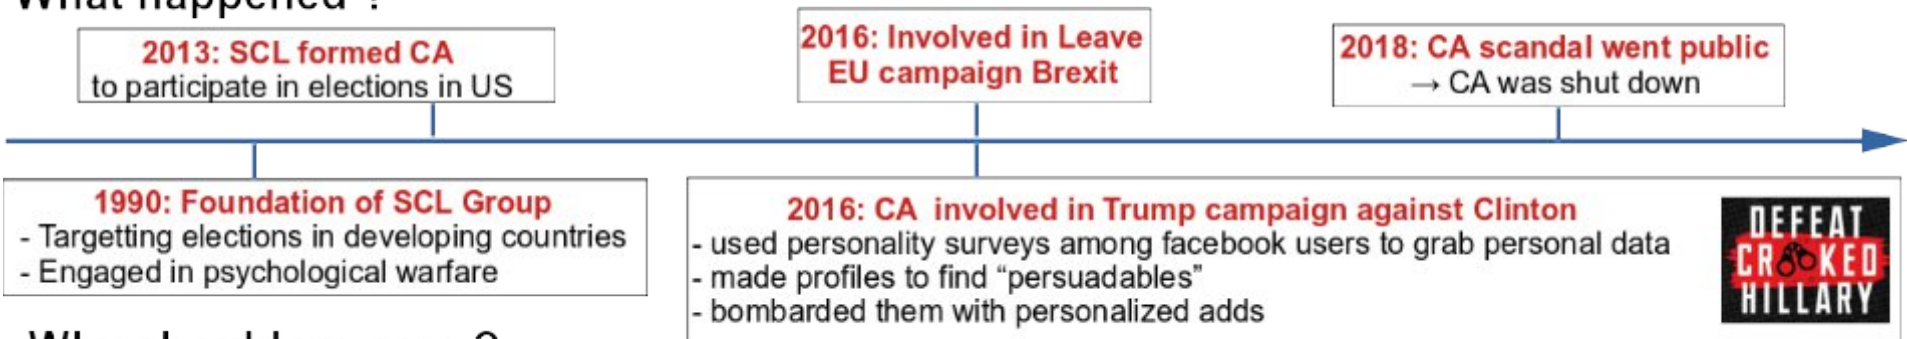 What happened ?
2013: SCL formed CA
to participate in elections in US
2016: Involved in Leave
EU campaign Brexit
2018: CA scandal went public
→ CA was shut down
1990: Foundation of SCL Group
- Targetting elections in developing countries
- Engaged in psychological warfare
2016: CA involved in Trump campaign against Clinton
- used personality surveys among facebook users to grab personal data
- made profiles to find “persuadables”
- bombarded them with personalized adds
DEFEAT
CROOKED
HILLARY